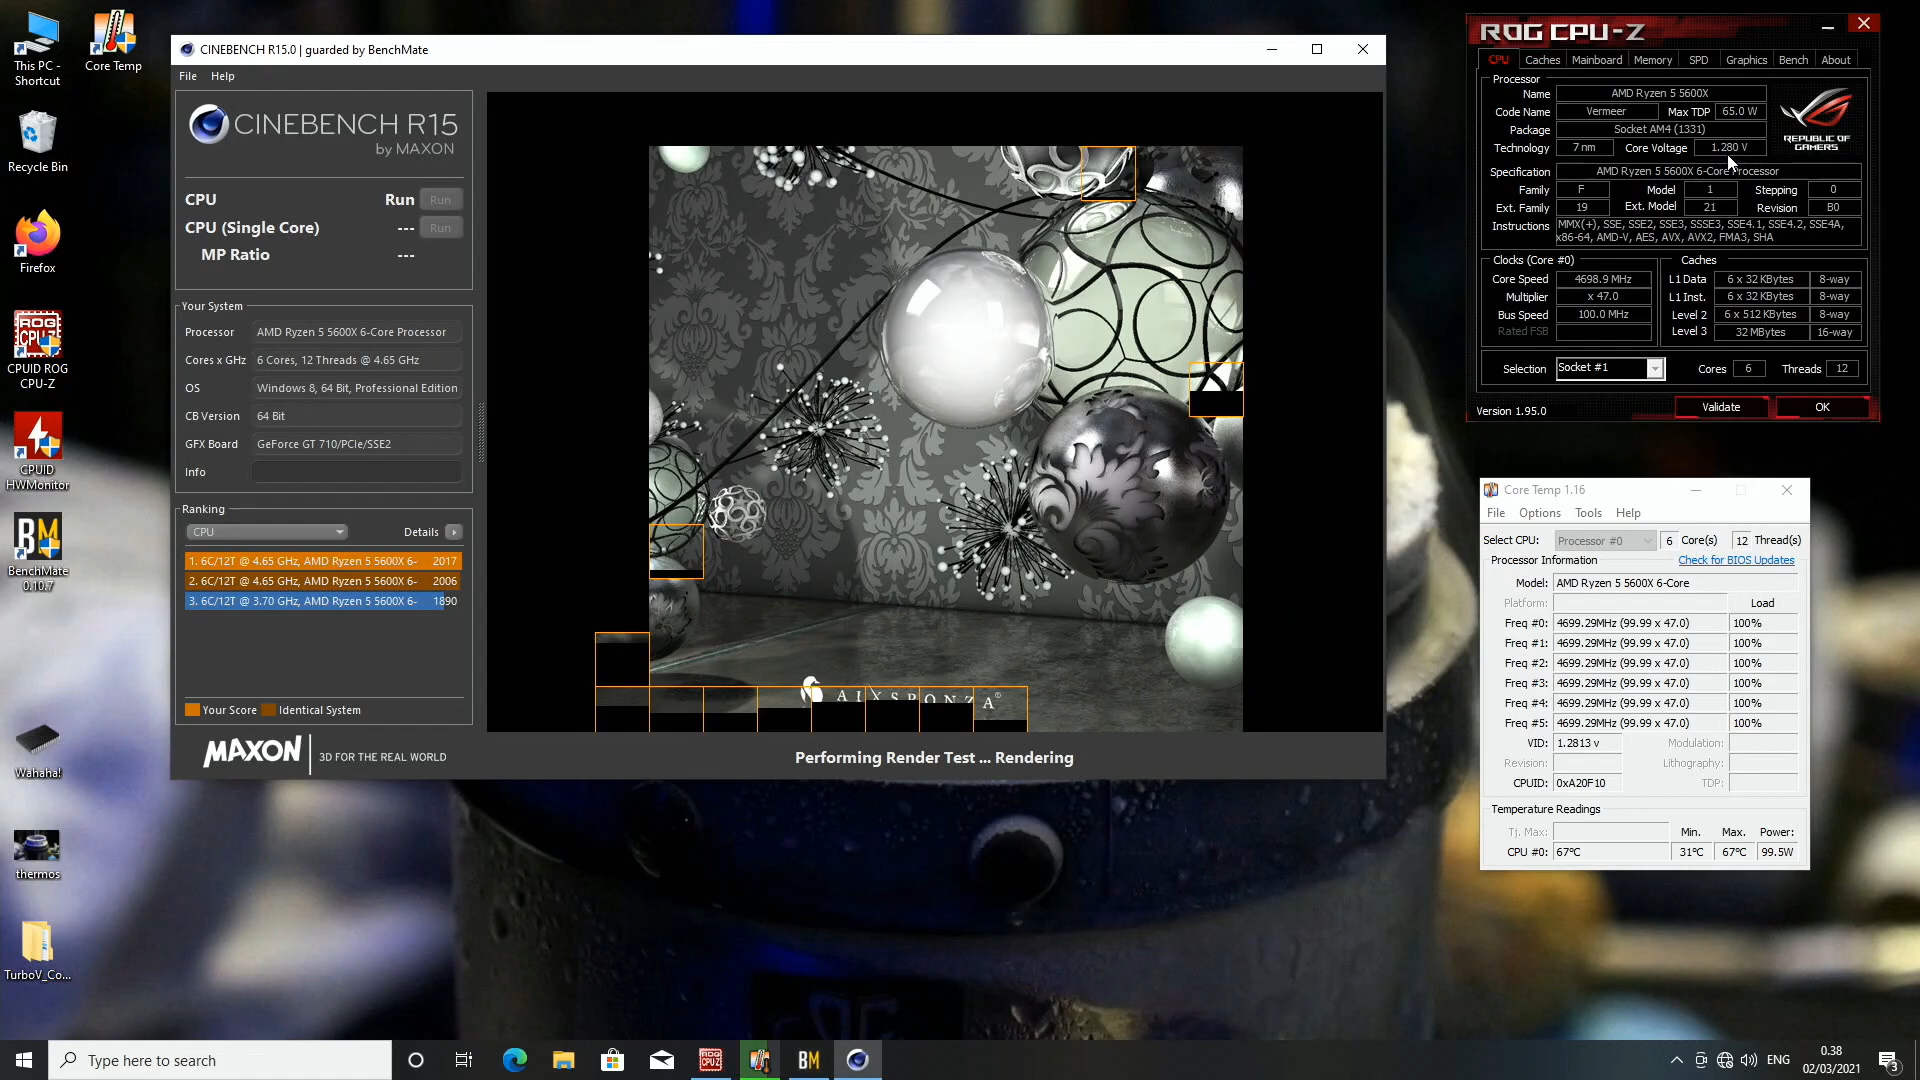 This PC - Shortcut
Core Temp
Recycle Bin
Firefox
CPUID ROG CPU-Z
CPUID HWMonitor
BenchMate 0.10.7
Wahaha!
thermos
TurboV_Co...
CINEBENCH R15.0 | guarded by BenchMate
File Help
CINEBENCH R15
by MAXON
CPU Run Run
CPU (Single Core) --- Run
MP Ratio ---
Your System
Processor AMD Ryzen 5 5600X 6-Core Processor
Cores x GHz 6 Cores, 12 Threads @ 4.65 GHz
OS Windows 8, 64 Bit, Professional Edition
CB Version 64 Bit
GFX Board GeForce GT 710/PCIe/SSE2
Info
Ranking
CPU Details
1. 6C/12T @ 4.65 GHz, AMD Ryzen 5 5600X 6- 2017
2. 6C/12T @ 4.65 GHz, AMD Ryzen 5 5600X 6- 2006
3. 6C/12T @ 3.70 GHz, AMD Ryzen 5 5600X 6- 1890
Your Score Identical System
MAXON 3D FOR THE REAL WORLD
AIXSPONZA®
Performing Render Test ... Rendering
ROG CPU-Z
CPU Caches Mainboard Memory SPD Graphics Bench About
Processor
Name AMD Ryzen 5 5600X
Code Name Vermeer Max TDP 65.0 W
Package Socket AM4 (1331)
Technology 7 nm Core Voltage 1.280 V
REPUBLIC OF GAMERS
Specification AMD Ryzen 5 5600X 6-Core Processor
Family F Model 1 Stepping 0
Ext. Family 19 Ext. Model 21 Revision B0
Instructions MMX(+), SSE, SSE2, SSE3, SSSE3, SSE4.1, SSE4.2, SSE4A,
x86-64, AMD-V, AES, AVX, AVX2, FMA3, SHA
Clocks (Core #0) Caches
Core Speed 4698.9 MHz L1 Data 6 x 32 KBytes 8-way
Multiplier x 47.0 L1 Inst. 6 x 32 KBytes 8-way
Bus Speed 100.0 MHz Level 2 6 x 512 KBytes 8-way
Rated FSB Level 3 32 MBytes 16-way
Selection Socket #1 Cores 6 Threads 12
Version 1.95.0 Validate OK
Core Temp 1.16
File Options Tools Help
Select CPU: Processor #0 6 Core(s) 12 Thread(s)
Processor Information Check for BIOS Updates
Model: AMD Ryzen 5 5600X 6-Core
Platform: Load
Freq #0: 4699.29MHz (99.99 x 47.0) 100%
Freq #1: 4699.29MHz (99.99 x 47.0) 100%
Freq #2: 4699.29MHz (99.99 x 47.0) 100%
Freq #3: 4699.29MHz (99.99 x 47.0) 100%
Freq #4: 4699.29MHz (99.99 x 47.0) 100%
Freq #5: 4699.29MHz (99.99 x 47.0) 100%
VID: 1.2813 v Modulation:
Revision: Lithography:
CPUID: 0xA20F10 TDP:
Temperature Readings
Tj. Max: Min. Max. Power:
CPU #0: 67°C 31°C 67°C 99.5W
Type here to search
ROG CPU-Z
BM
ENG
0.38
02/03/2021
3